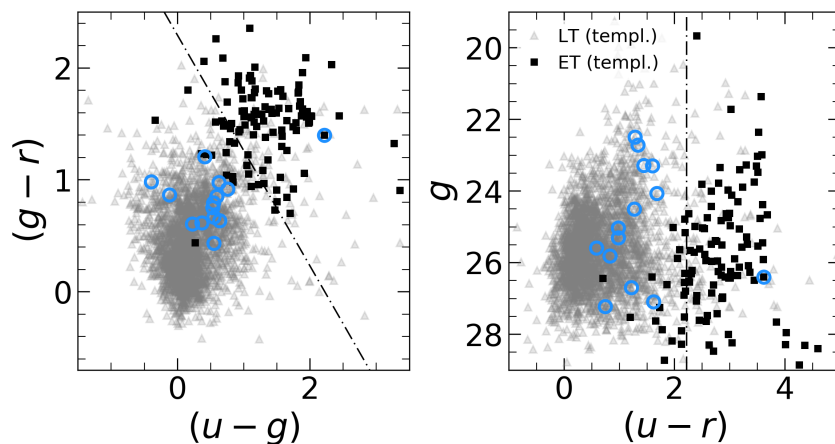 2
1
0
(g − r)
0
2
(u − g)
20
22
24
26
28
g
LT (templ.)
ET (templ.)
0
2
4
(u − r)